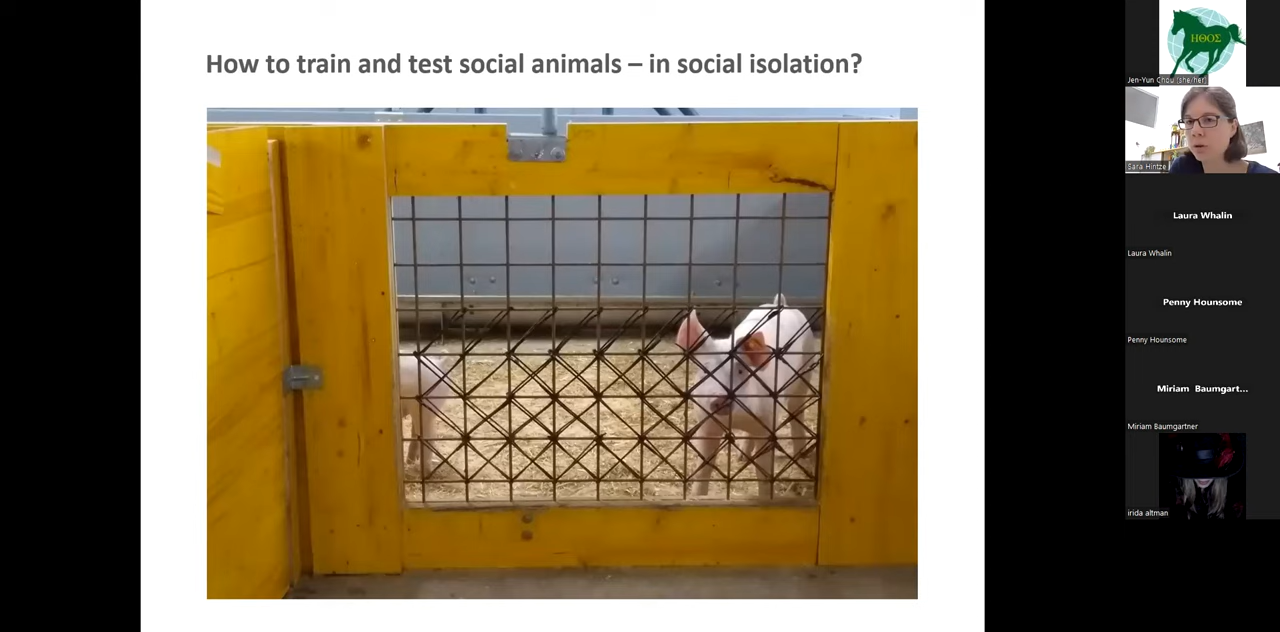 How to train and test social animals – in social isolation?
ΗΘΟΣ
Jen-Yun Chou (she/her)
Sara Hintze
Laura Whalin
Laura Whalin
Penny Hounsome
Penny Hounsome
Miriam Baumgart...
Miriam Baumgartner
irida altman